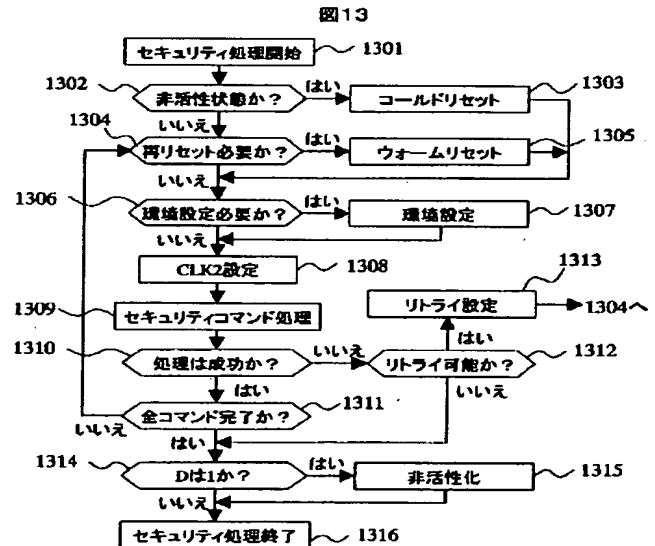 図13
セキュリティ処理開始 1301
1302 非活性状態か? はい コールドリセット 1303
いいえ
1304 再リセット必要か? はい ウォームリセット 1305
いいえ
1306 環境設定必要か? はい 環境設定 1307
いいえ
CLK2設定 1308
1309 セキュリティコマンド処理
1313 リトライ設定 1304へ
はい
1310 処理は成功か? いいえ リトライ可能か? 1312
はい
いいえ
全コマンド完了か? 1311
いいえ
はい
1314 Dは1か? はい 非活性化 1315
いいえ
セキュリティ処理終了 1316